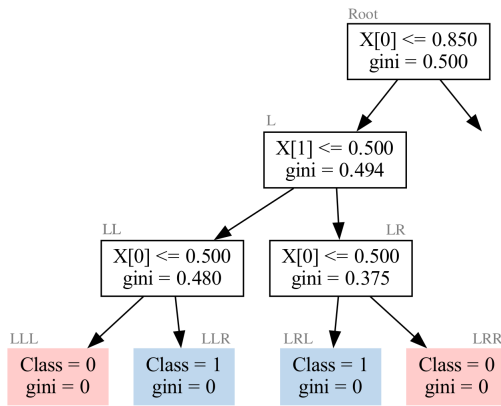 Root
X[0] <= 0.850
gini = 0.500
L
X[1] <= 0.500
gini = 0.494
LL
X[0] <= 0.500
gini = 0.480
LR
X[0] <= 0.500
gini = 0.375
LLL
Class = 0
gini = 0
LLR
Class = 1
gini = 0
LRL
Class = 1
gini = 0
LRR
Class = 0
gini = 0